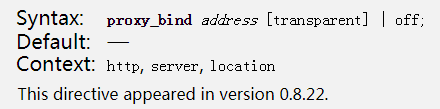 Syntax: proxy_bind address [transparent] | off;
Default: —
Context: http, server, location
This directive appeared in version 0.8.22.